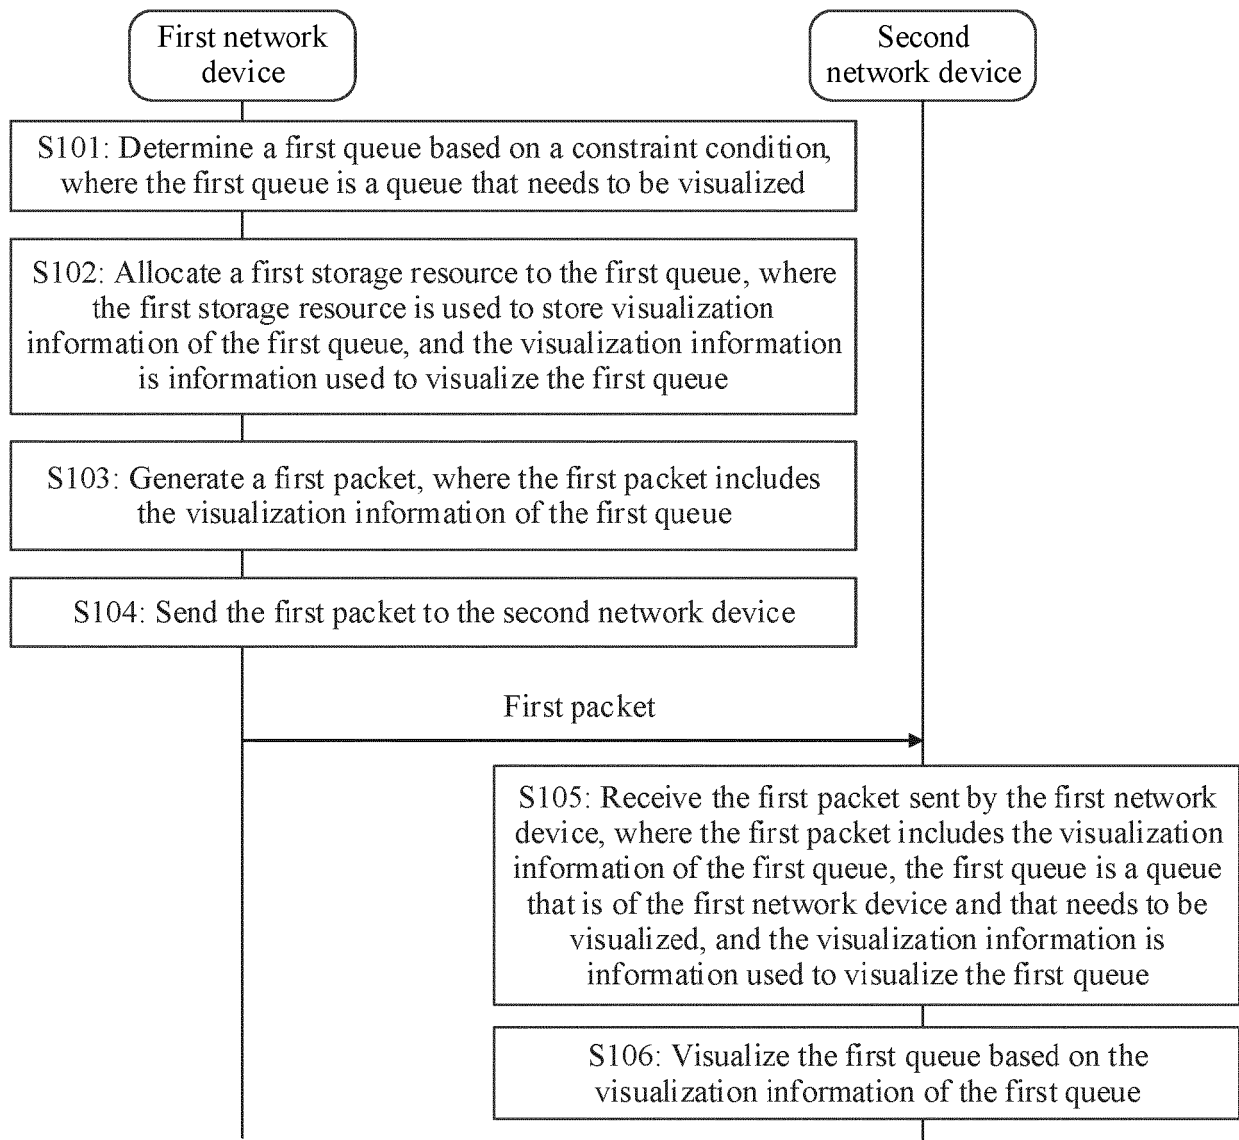 First network
device
Second
network device
S101: Determine a first queue based on a constraint condition,
where the first queue is a queue that needs to be visualized
S102: Allocate a first storage resource to the first queue, where
the first storage resource is used to store visualization
information of the first queue, and the visualization information
is information used to visualize the first queue
S103: Generate a first packet, where the first packet includes
the visualization information of the first queue
S104: Send the first packet to the second network device
First packet
S105: Receive the first packet sent by the first network
device, where the first packet includes the visualization
information of the first queue, the first queue is a queue
that is of the first network device and that needs to be
visualized, and the visualization information is
information used to visualize the first queue
S106: Visualize the first queue based on the
visualization information of the first queue